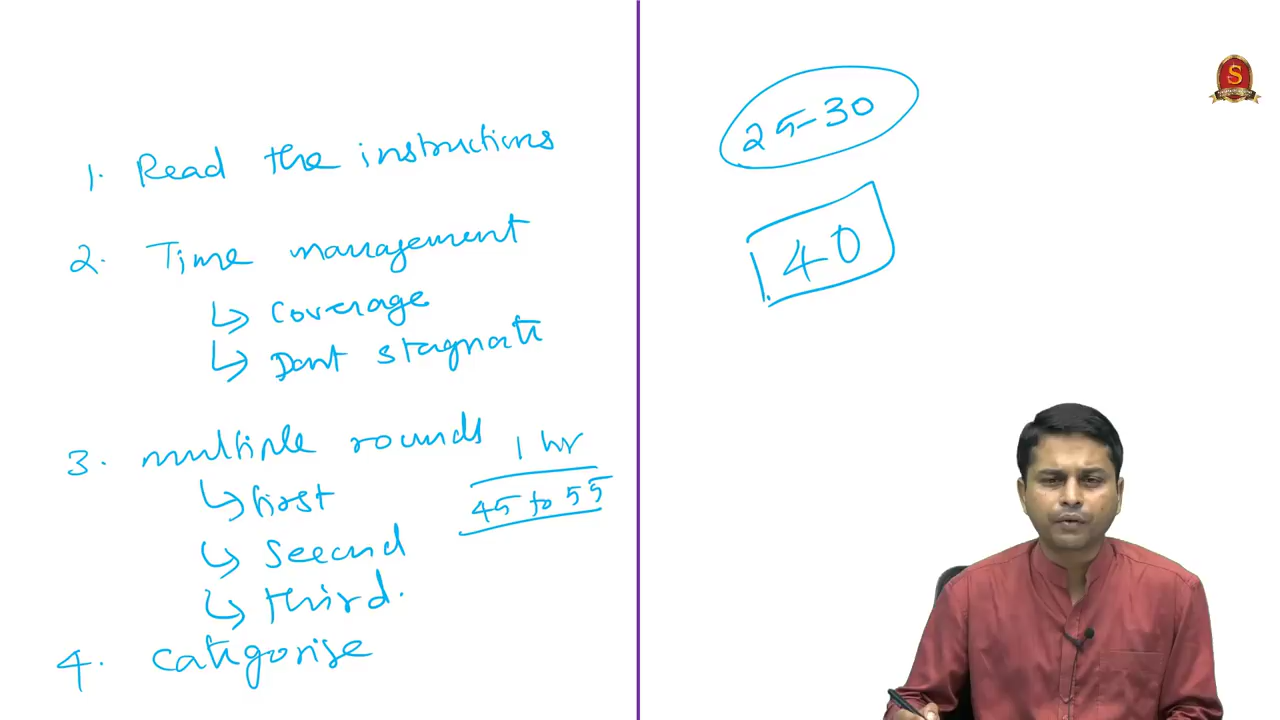 1. Read the instructions
2. Time management
↳ Coverage
↳ Dont stagnate
3. multiple rounds
↳ first
1 hr
45 to 55
↳ Second
↳ third.
4. Categorise
25-30
40
S